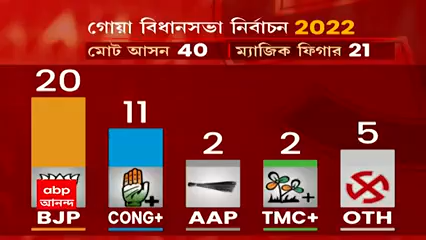 গোয়া বিধানসভা নির্বাচন 2022
মোট আসন 40 ম্যাজিক ফিগার 21
20 11 2 2 5
abp
আনন্দ
BJP CONG+ AAP TMC+ OTH